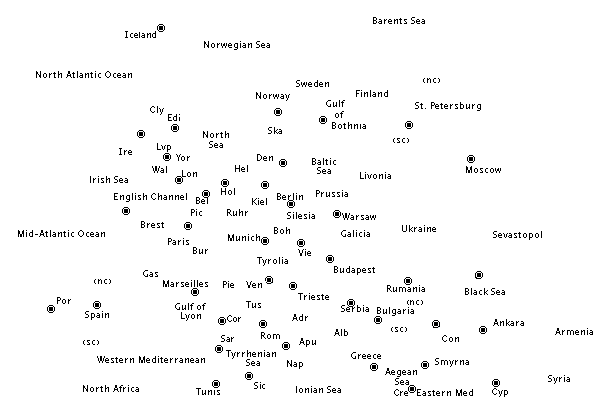 Barents Sea
Iceland
Norwegian Sea
North Atlantic Ocean
Sweden
(nc)
Finland
Norway
Gulf
of
Bothnia
St. Petersburg
Cly
Edi
Ska
North
Sea
(sc)
Ire
Lvp
Yor
Den
Baltic
Sea
Wal
Lon
Hel
Livonia
Moscow
Irish Sea
English Channel
Bel
Hol
Kiel
Berlin
Prussia
Pic
Ruhr
Silesia
Warsaw
Mid-Atlantic Ocean
Brest
Paris
Bur
Munich
Boh
Galicia
Ukraine
Sevastopol
Vie
Tyrolia
Budapest
Gas
(nc)
Marseilles
Pie
Ven
Trieste
Rumania
Black Sea
Por
Spain
Gulf of
Lyon
Tus
Serbia
(nc)
Bulgaria
Cor
Adr
(sc)
Ankara
Armenia
Sar
Rom
Apu
Alb
Con
(sc)
Western Mediterranean
Tyrrhenian
Sea
Nap
Greece
Aegean
Sea
Smyrna
Syria
North Africa
Tunis
Sic
Ionian Sea
Cre
Eastern Med
Cyp